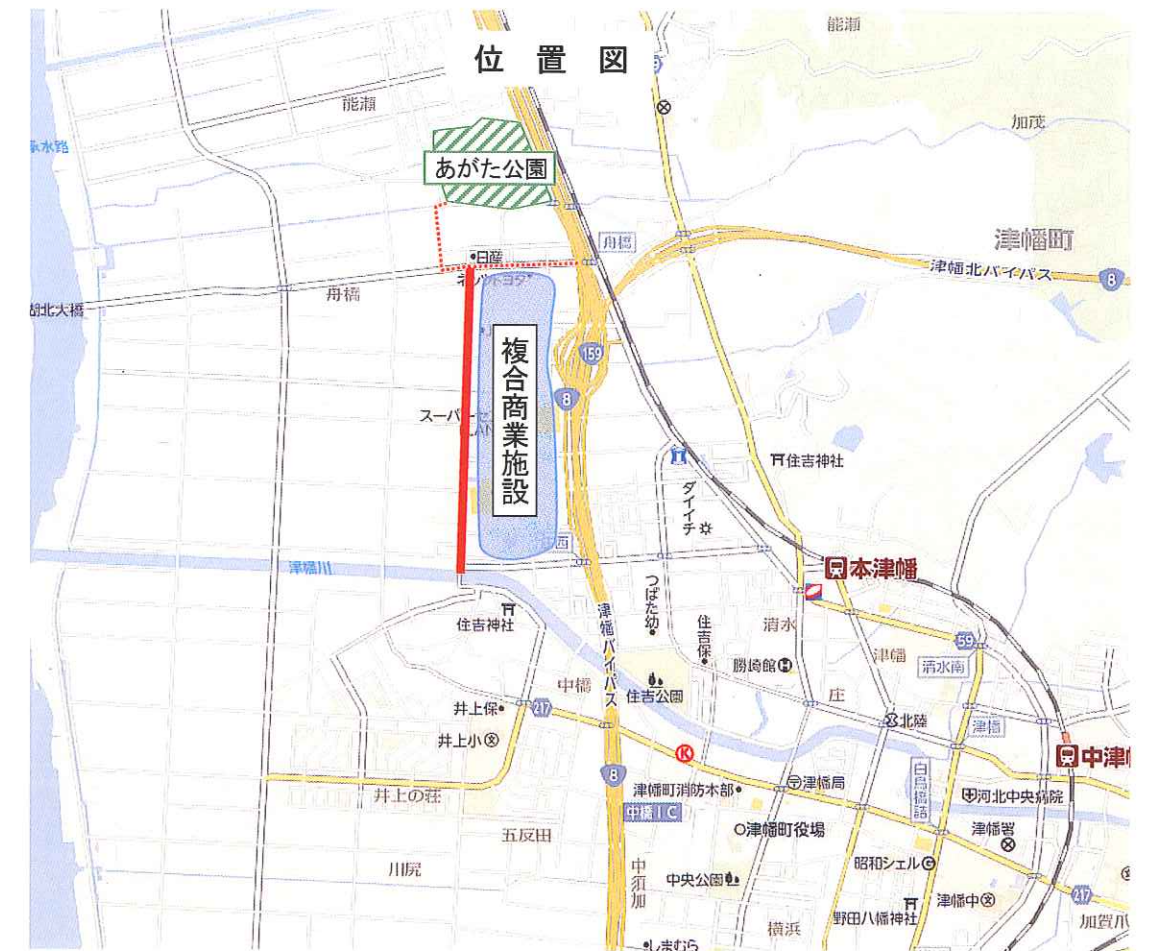 位置図
能瀬
能瀬
加茂
承水路
あがた公園
津幡町
舟橋
日産
ネッツトヨタ
津幡北バイパス
8
舟橋
湖北大橋
159
複合商業施設
8
スーパー
住吉神社
ダイイチ
西
本津幡
津幡川
住吉神社
つばた幼
住吉保
清水
59
津幡
清水南
津幡バイパス
勝崎館
中橋
住吉公園
庄
井上保
217
北陸
津幡
井上小
中津
8
白鳥橋詰
津幡町消防本部
津幡局
河北中央病院
井上の荘
中橋IC
津幡町役場
津幡署
五反田
昭和シェル
川尻
中須加
中央公園
217
津幡中
野田八幡神社
加賀爪
横浜
しまむら